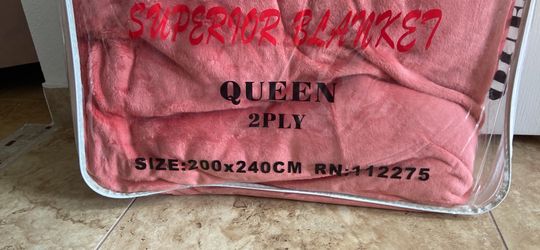 SUPERIOR BLANKET
QUEEN
2PLY
SIZE:200x240CM RN:112275